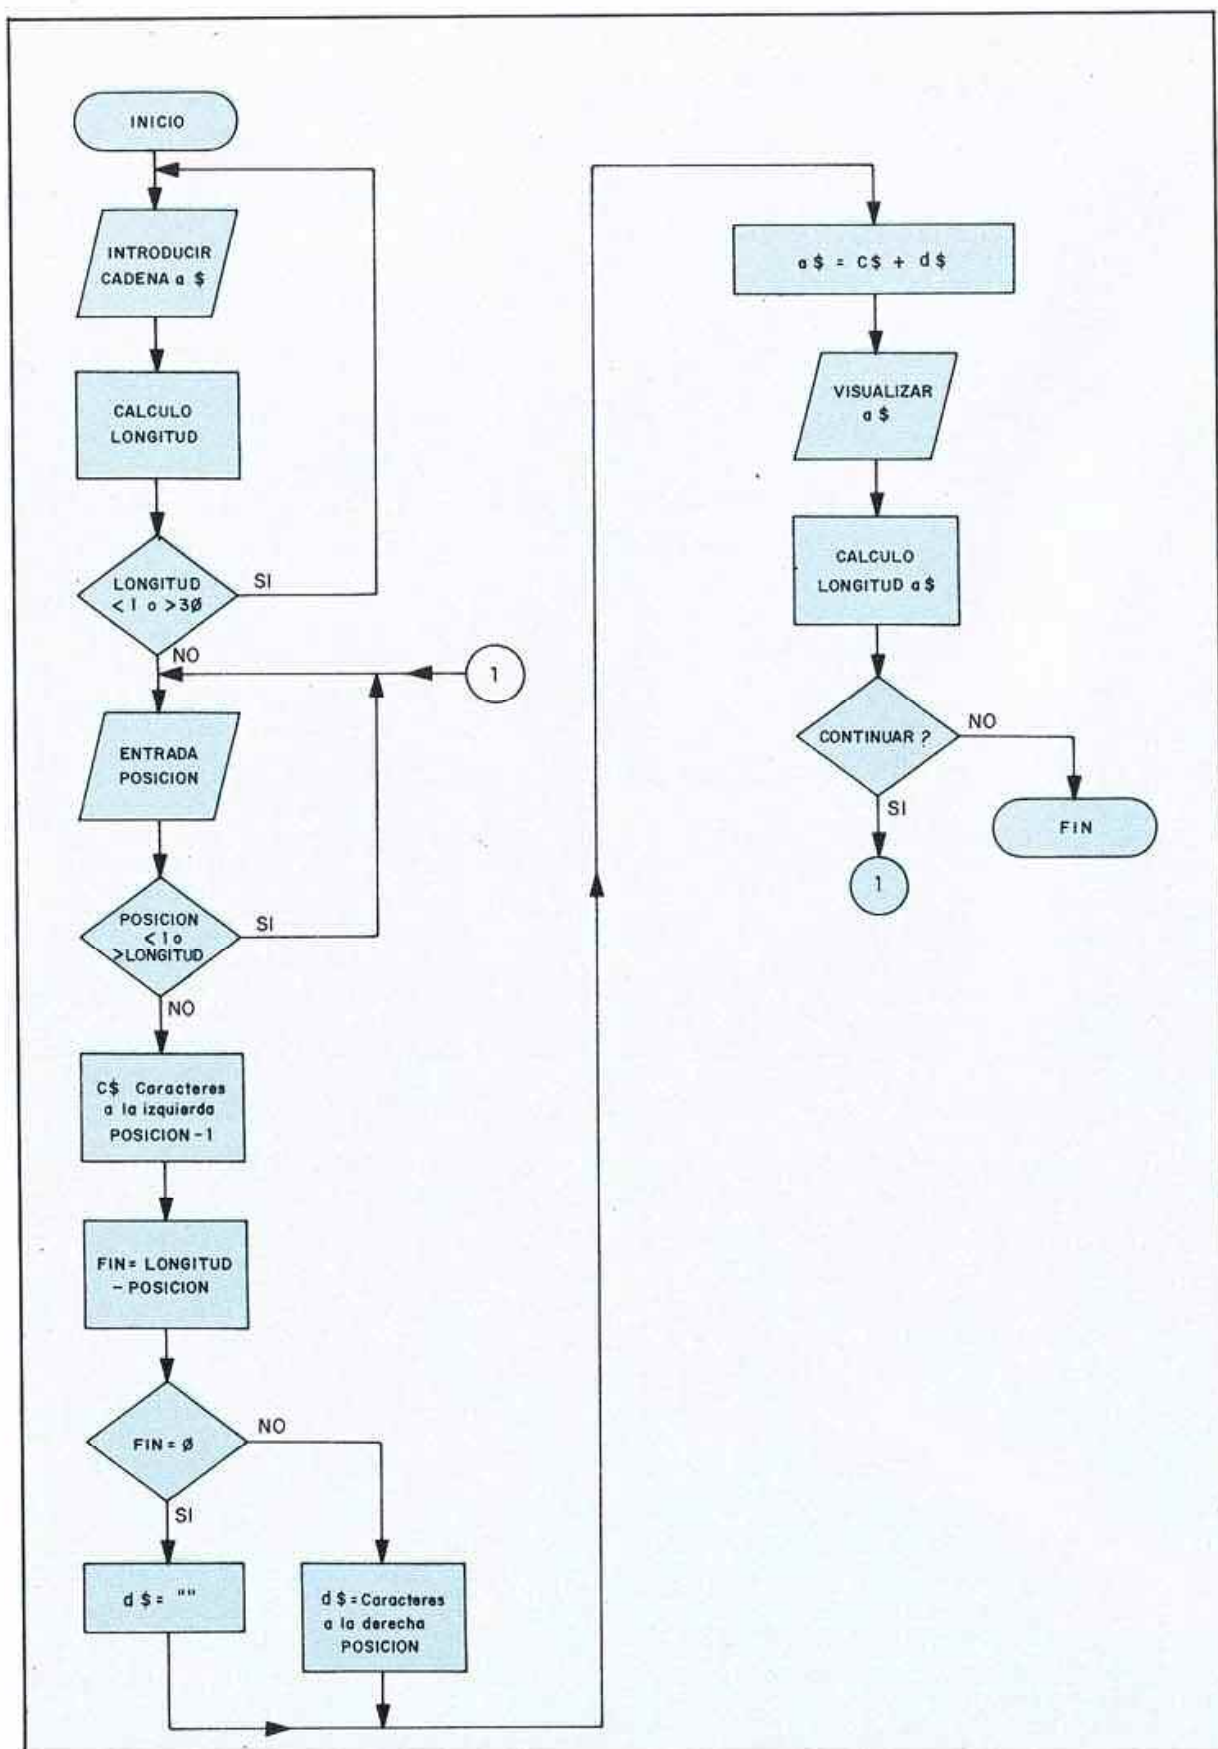 INICIO
INTRODUCIR
CADENA a $
CALCULO
LONGITUD
LONGITUD
< 1 o >3Ø
SI
NO
1
ENTRADA
POSICION
POSICION
<1 o
>LONGITUD
SI
NO
C$ Caracteres
a la izquierda
POSICION-1
FIN= LONGITUD
- POSICION
FIN= Ø
NO
SI
d $= ""
d $=Caracteres
a la derecha
POSICION
a $ = C$ + d$
VISUALIZAR
a $
CALCULO
LONGITUD a$
CONTINUAR ?
NO
SI
FIN
1